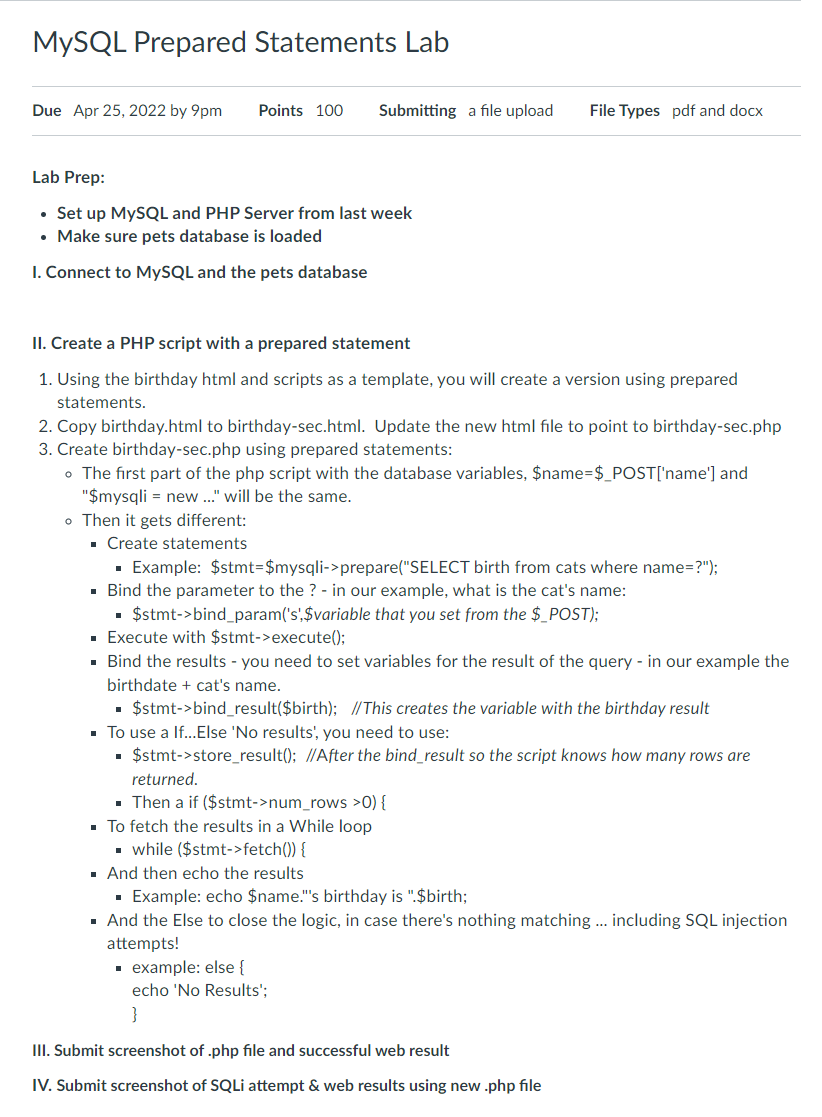 MySQL Prepared Statements Lab
Due Apr 25, 2022 by 9pm Points 100 Submitting a file upload File Types pdf and docx
Lab Prep:
• Set up MySQL and PHP Server from last week
• Make sure pets database is loaded
I. Connect to MySQL and the pets database
II. Create a PHP script with a prepared statement
1. Using the birthday html and scripts as a template, you will create a version using prepared
statements.
2. Copy birthday.html to birthday-sec.html. Update the new html file to point to birthday-sec.php
3. Create birthday-sec.php using prepared statements:
◦ The first part of the php script with the database variables, $name=$_POST['name'] and
"$mysqli = new ..." will be the same.
◦ Then it gets different:
▪ Create statements
▪ Example: $stmt=$mysqli->prepare("SELECT birth from cats where name=?");
▪ Bind the parameter to the ? - in our example, what is the cat's name:
▪ $stmt->bind_param('s',$variable that you set from the $_POST);
▪ Execute with $stmt->execute();
▪ Bind the results - you need to set variables for the result of the query - in our example the
birthdate + cat's name.
▪ $stmt->bind_result($birth); //This creates the variable with the birthday result
▪ To use a If...Else 'No results', you need to use:
▪ $stmt->store_result(); //After the bind_result so the script knows how many rows are
returned.
▪ Then a if ($stmt->num_rows >0) {
▪ To fetch the results in a While loop
▪ while ($stmt->fetch()) {
▪ And then echo the results
▪ Example: echo $name."'s birthday is ".$birth;
▪ And the Else to close the logic, in case there's nothing matching ... including SQL injection
attempts!
▪ example: else {
echo 'No Results';
}
III. Submit screenshot of .php file and successful web result
IV. Submit screenshot of SQLi attempt & web results using new .php file